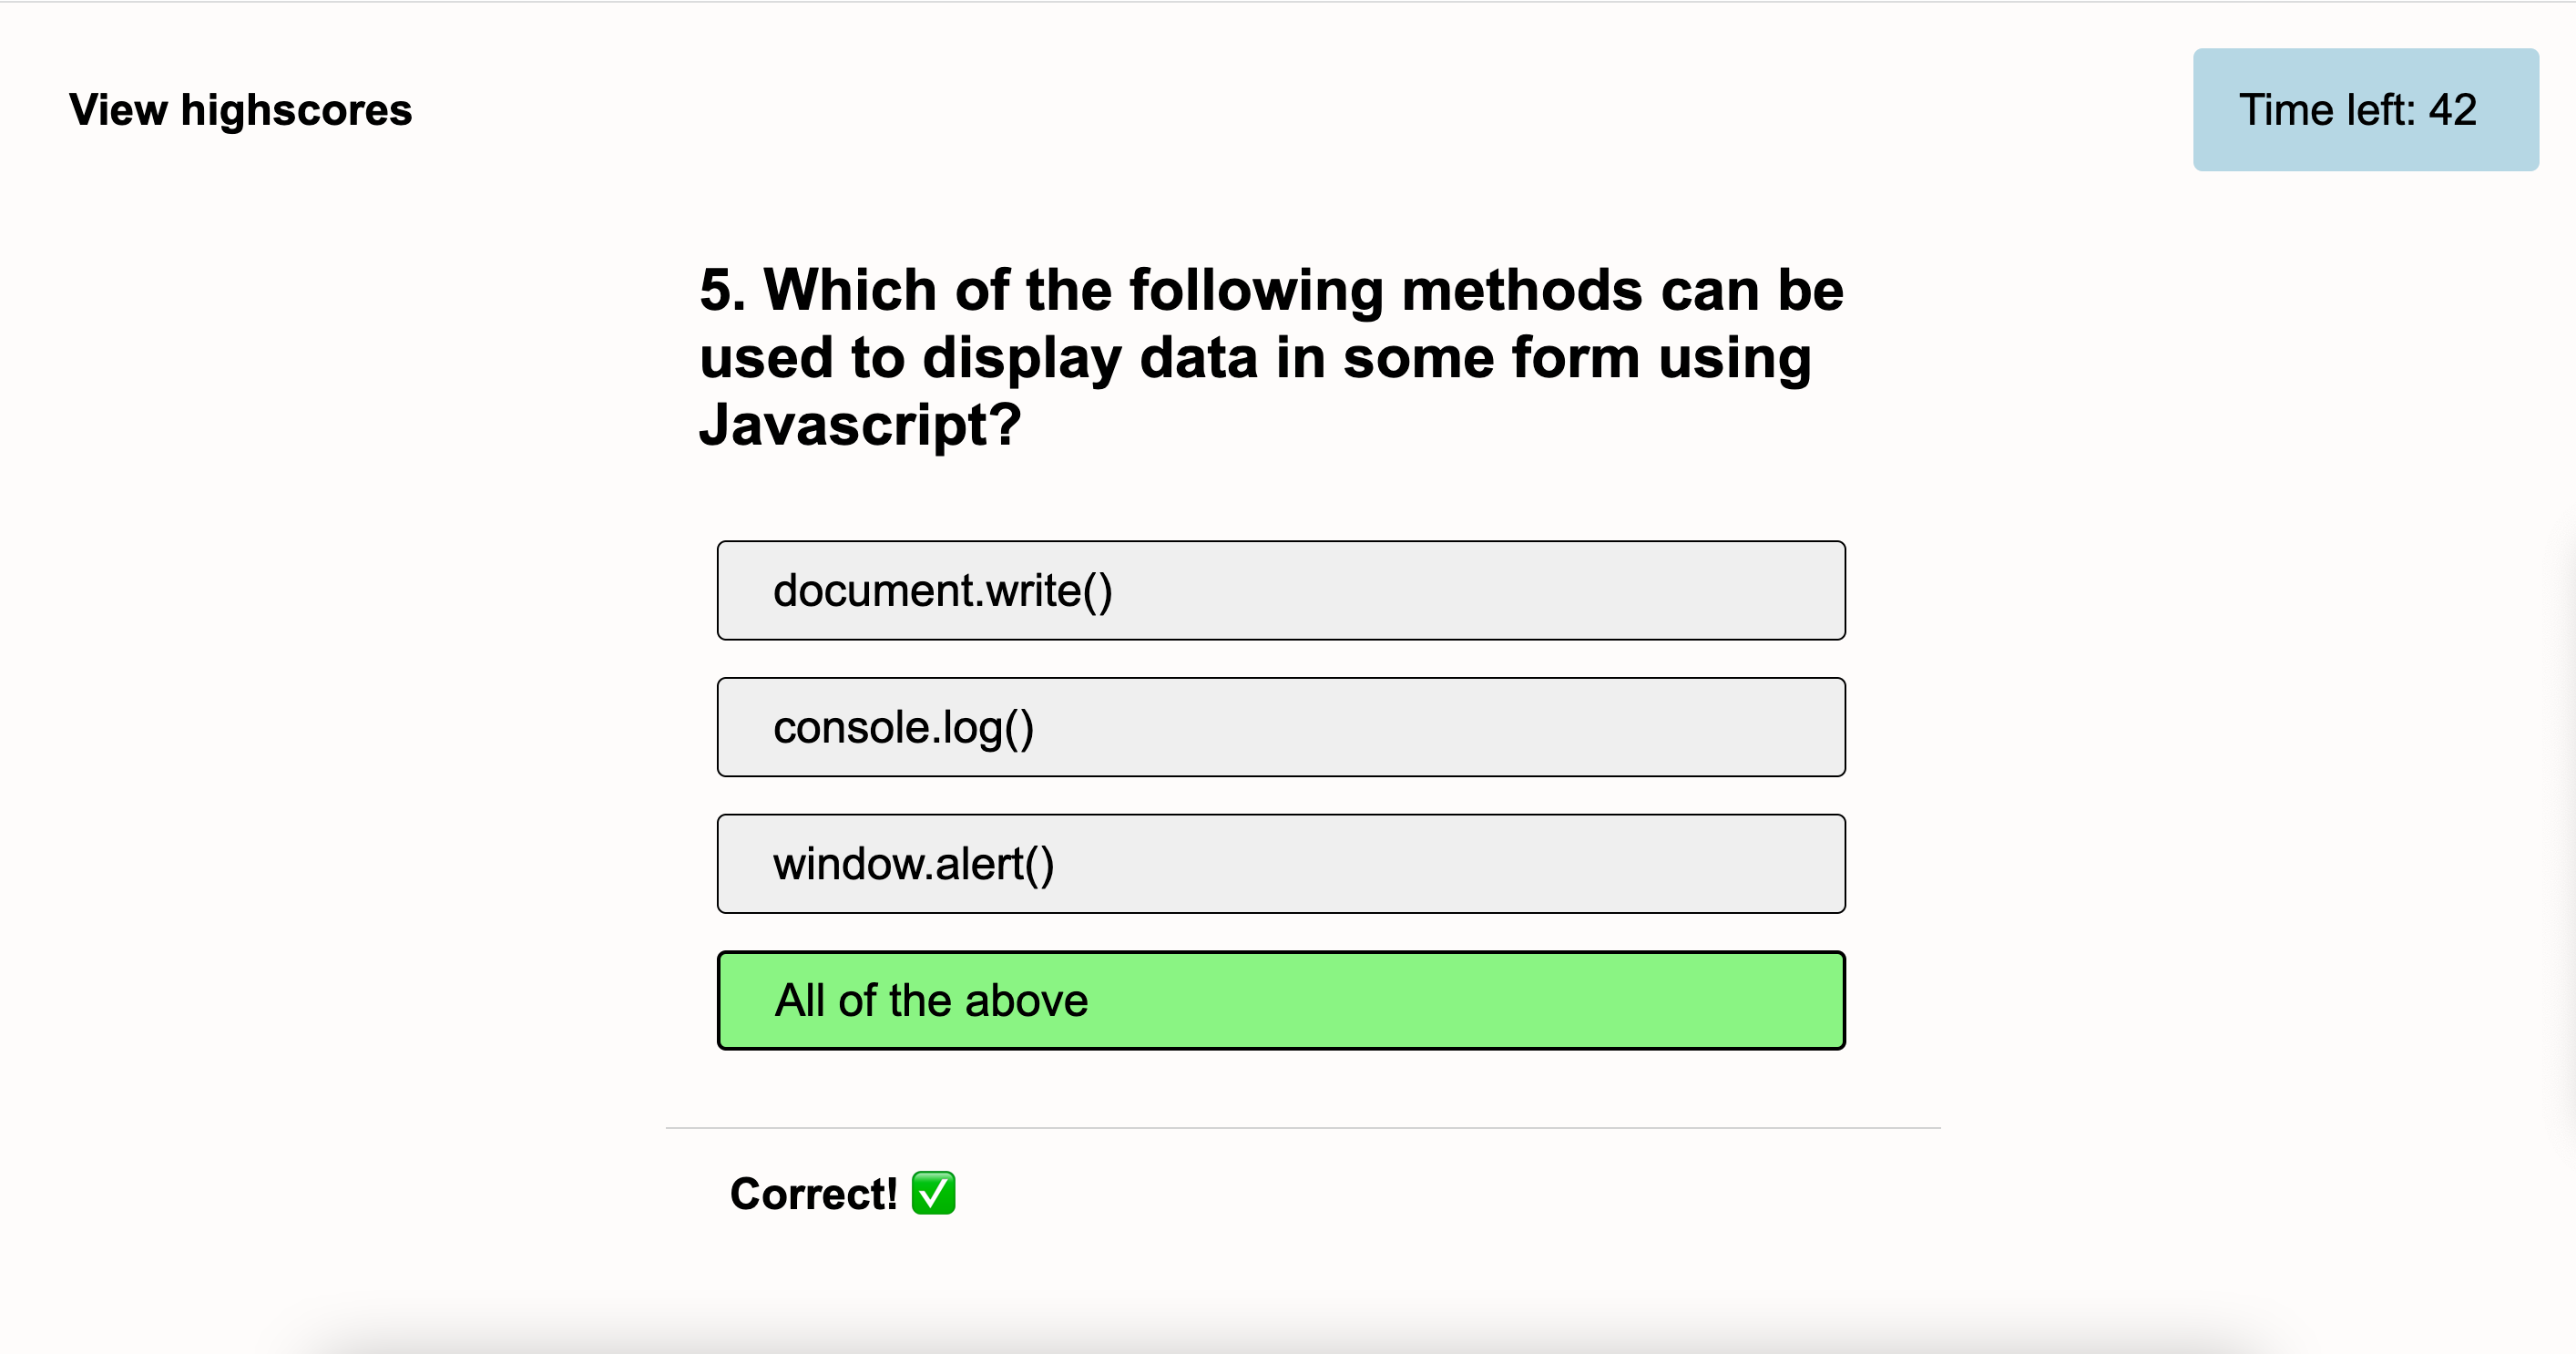 View highscores
Time left: 42
5. Which of the following methods can be
used to display data in some form using
Javascript?
document.write()
console.log()
window.alert()
All of the above
Correct! ✅